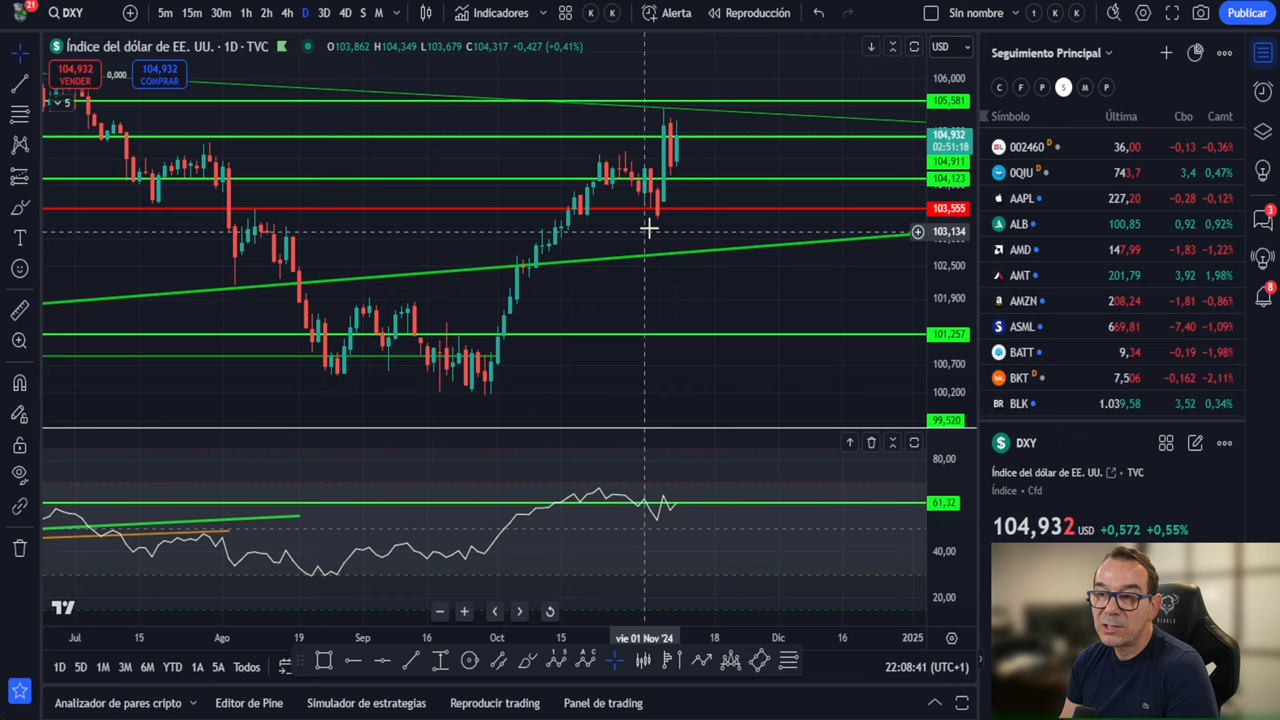 21 DXY 5m 15m 30m 1h 2h 4h D 3D 4D S M Indicadores K K Alerta Reproducción Sin nombre 1 K K Publicar
Índice del dólar de EE. UU. · 1D · TVC O103,862 H104,349 L103,679 C104,317 +0,427 (+0,41%) USD
104,932 VENDER 0,000 104,932 COMPRAR
5
106,000
105,581
104,932
02:51:18
104,911
104,123
103,555
103,134
102,500
101,900
101,257
100,700
100,200
99,520
80,00
61,32
40,00
20,00
Jul 15 Ago 19 Sep 16 Oct 15 vie 01 Nov '24 18 Dic 16 2025
1D 5D 1M 3M 6M YTD 1A 5A Todos 22:08:41 (UTC+1)
Analizador de pares cripto Editor de Pine Simulador de estrategias Reproducir trading Panel de trading
Seguimiento Principal
C F P S M P
Símbolo Última Cbo Camt
002460 D 36,00 −0,13 −0,36%
0QIU D 743,7 3,4 0,47%
AAPL 227,20 −0,28 −0,12%
ALB 100,85 0,92 0,92%
AMD 147,99 −1,83 −1,22%
AMT 201,79 3,92 1,98%
AMZN 208,24 −1,81 −0,86%
ASML 669,81 −7,40 −1,09%
BATT 9,34 −0,19 −1,98%
bk. BKT D 7,506 −0,162 −2,11%
BR BLK 1.039,58 3,52 0,34%
DXY
Índice del dólar de EE. UU. · TVC
Índice · Cfd
104,932 USD +0,572 +0,55%
3
8
DIABLO